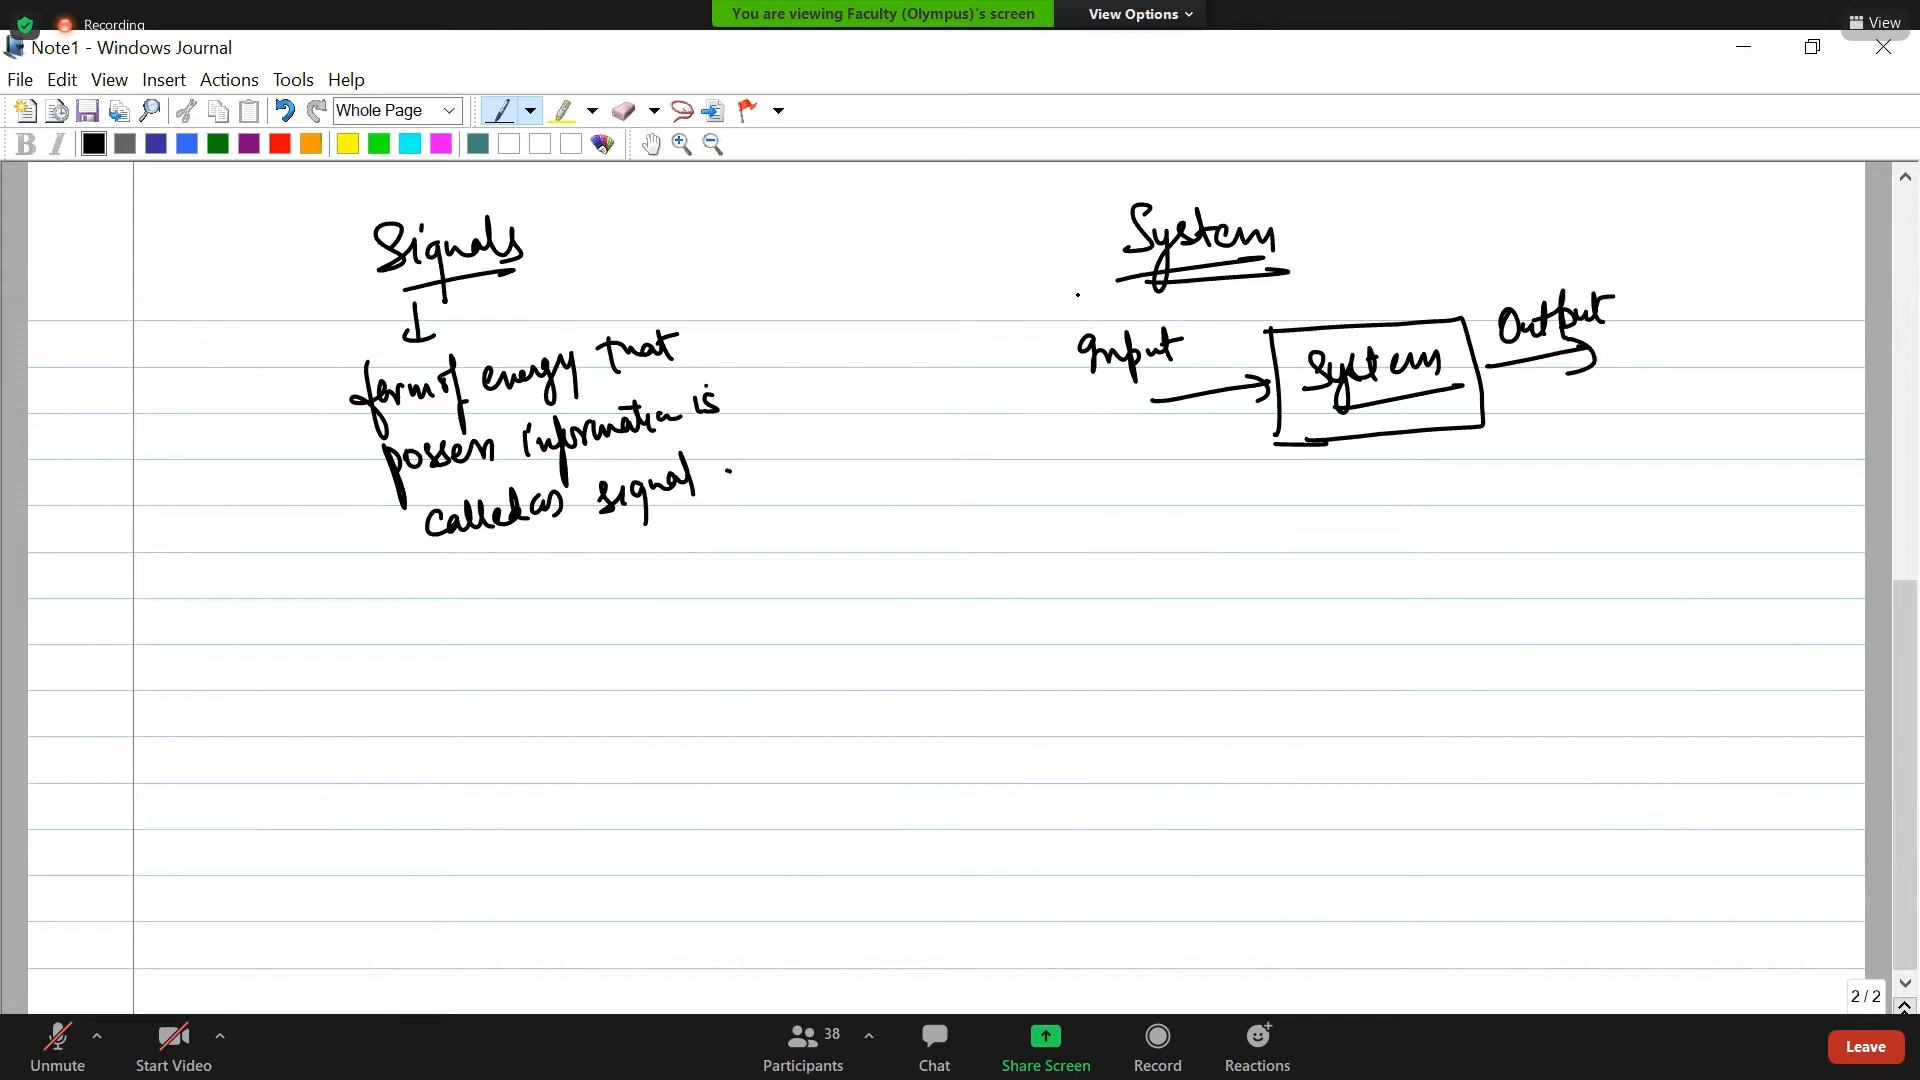 Recording
You are viewing Faculty (Olympus)'s screen
View Options
View
Note1 - Windows Journal
File Edit View Insert Actions Tools Help
Whole Page
B I
Signals
form of energy that
possess information is
called as signal.
System
Input
System
Output
2 / 2
Unmute
Start Video
38
Participants
Chat
Share Screen
Record
Reactions
Leave